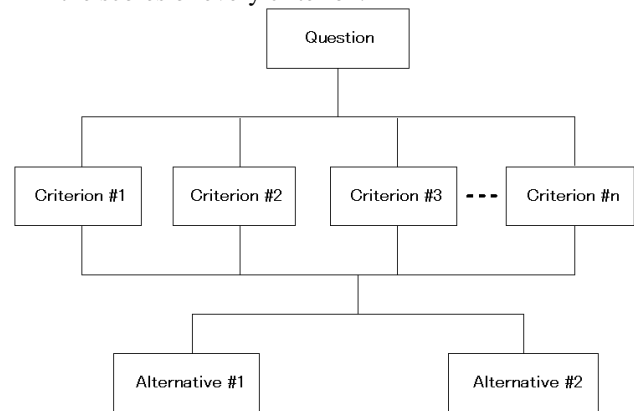 Question
Criterion #1 Criterion #2 Criterion #3 Criterion #n
Alternative #1 Alternative #2